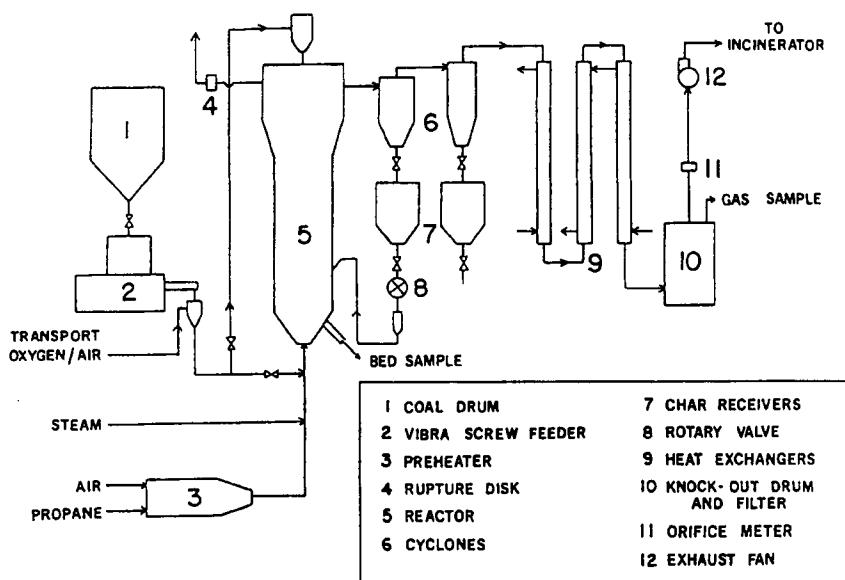 TO
INCINERATOR
12
4
1
6
11
GAS SAMPLE
5
7
10
2
8
9
TRANSPORT
OXYGEN/AIR
BED SAMPLE
STEAM
AIR
3
PROPANE
1 COAL DRUM
2 VIBRA SCREW FEEDER
3 PREHEATER
4 RUPTURE DISK
5 REACTOR
6 CYCLONES
7 CHAR RECEIVERS
8 ROTARY VALVE
9 HEAT EXCHANGERS
10 KNOCK-OUT DRUM
AND FILTER
11 ORIFICE METER
12 EXHAUST FAN